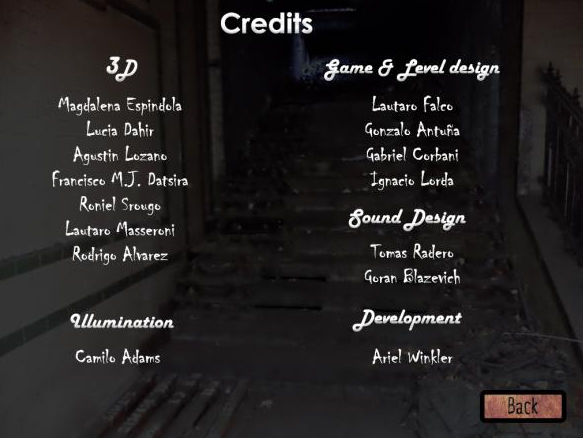 Credits
3D
Magdalena Espindola
Lucia Dahir
Agustin Lozano
Francisco M.J. Datsira
Roniel Srougo
Lautaro Masseroni
Rodrigo Alvarez
Illumination
Camilo Adams
Game & Level design
Lautaro Falco
Gonzalo Antuña
Gabriel Corbani
Ignacio Lorda
Sound Design
Tomas Radero
Goran Blazevich
Development
Ariel Winkler
Back